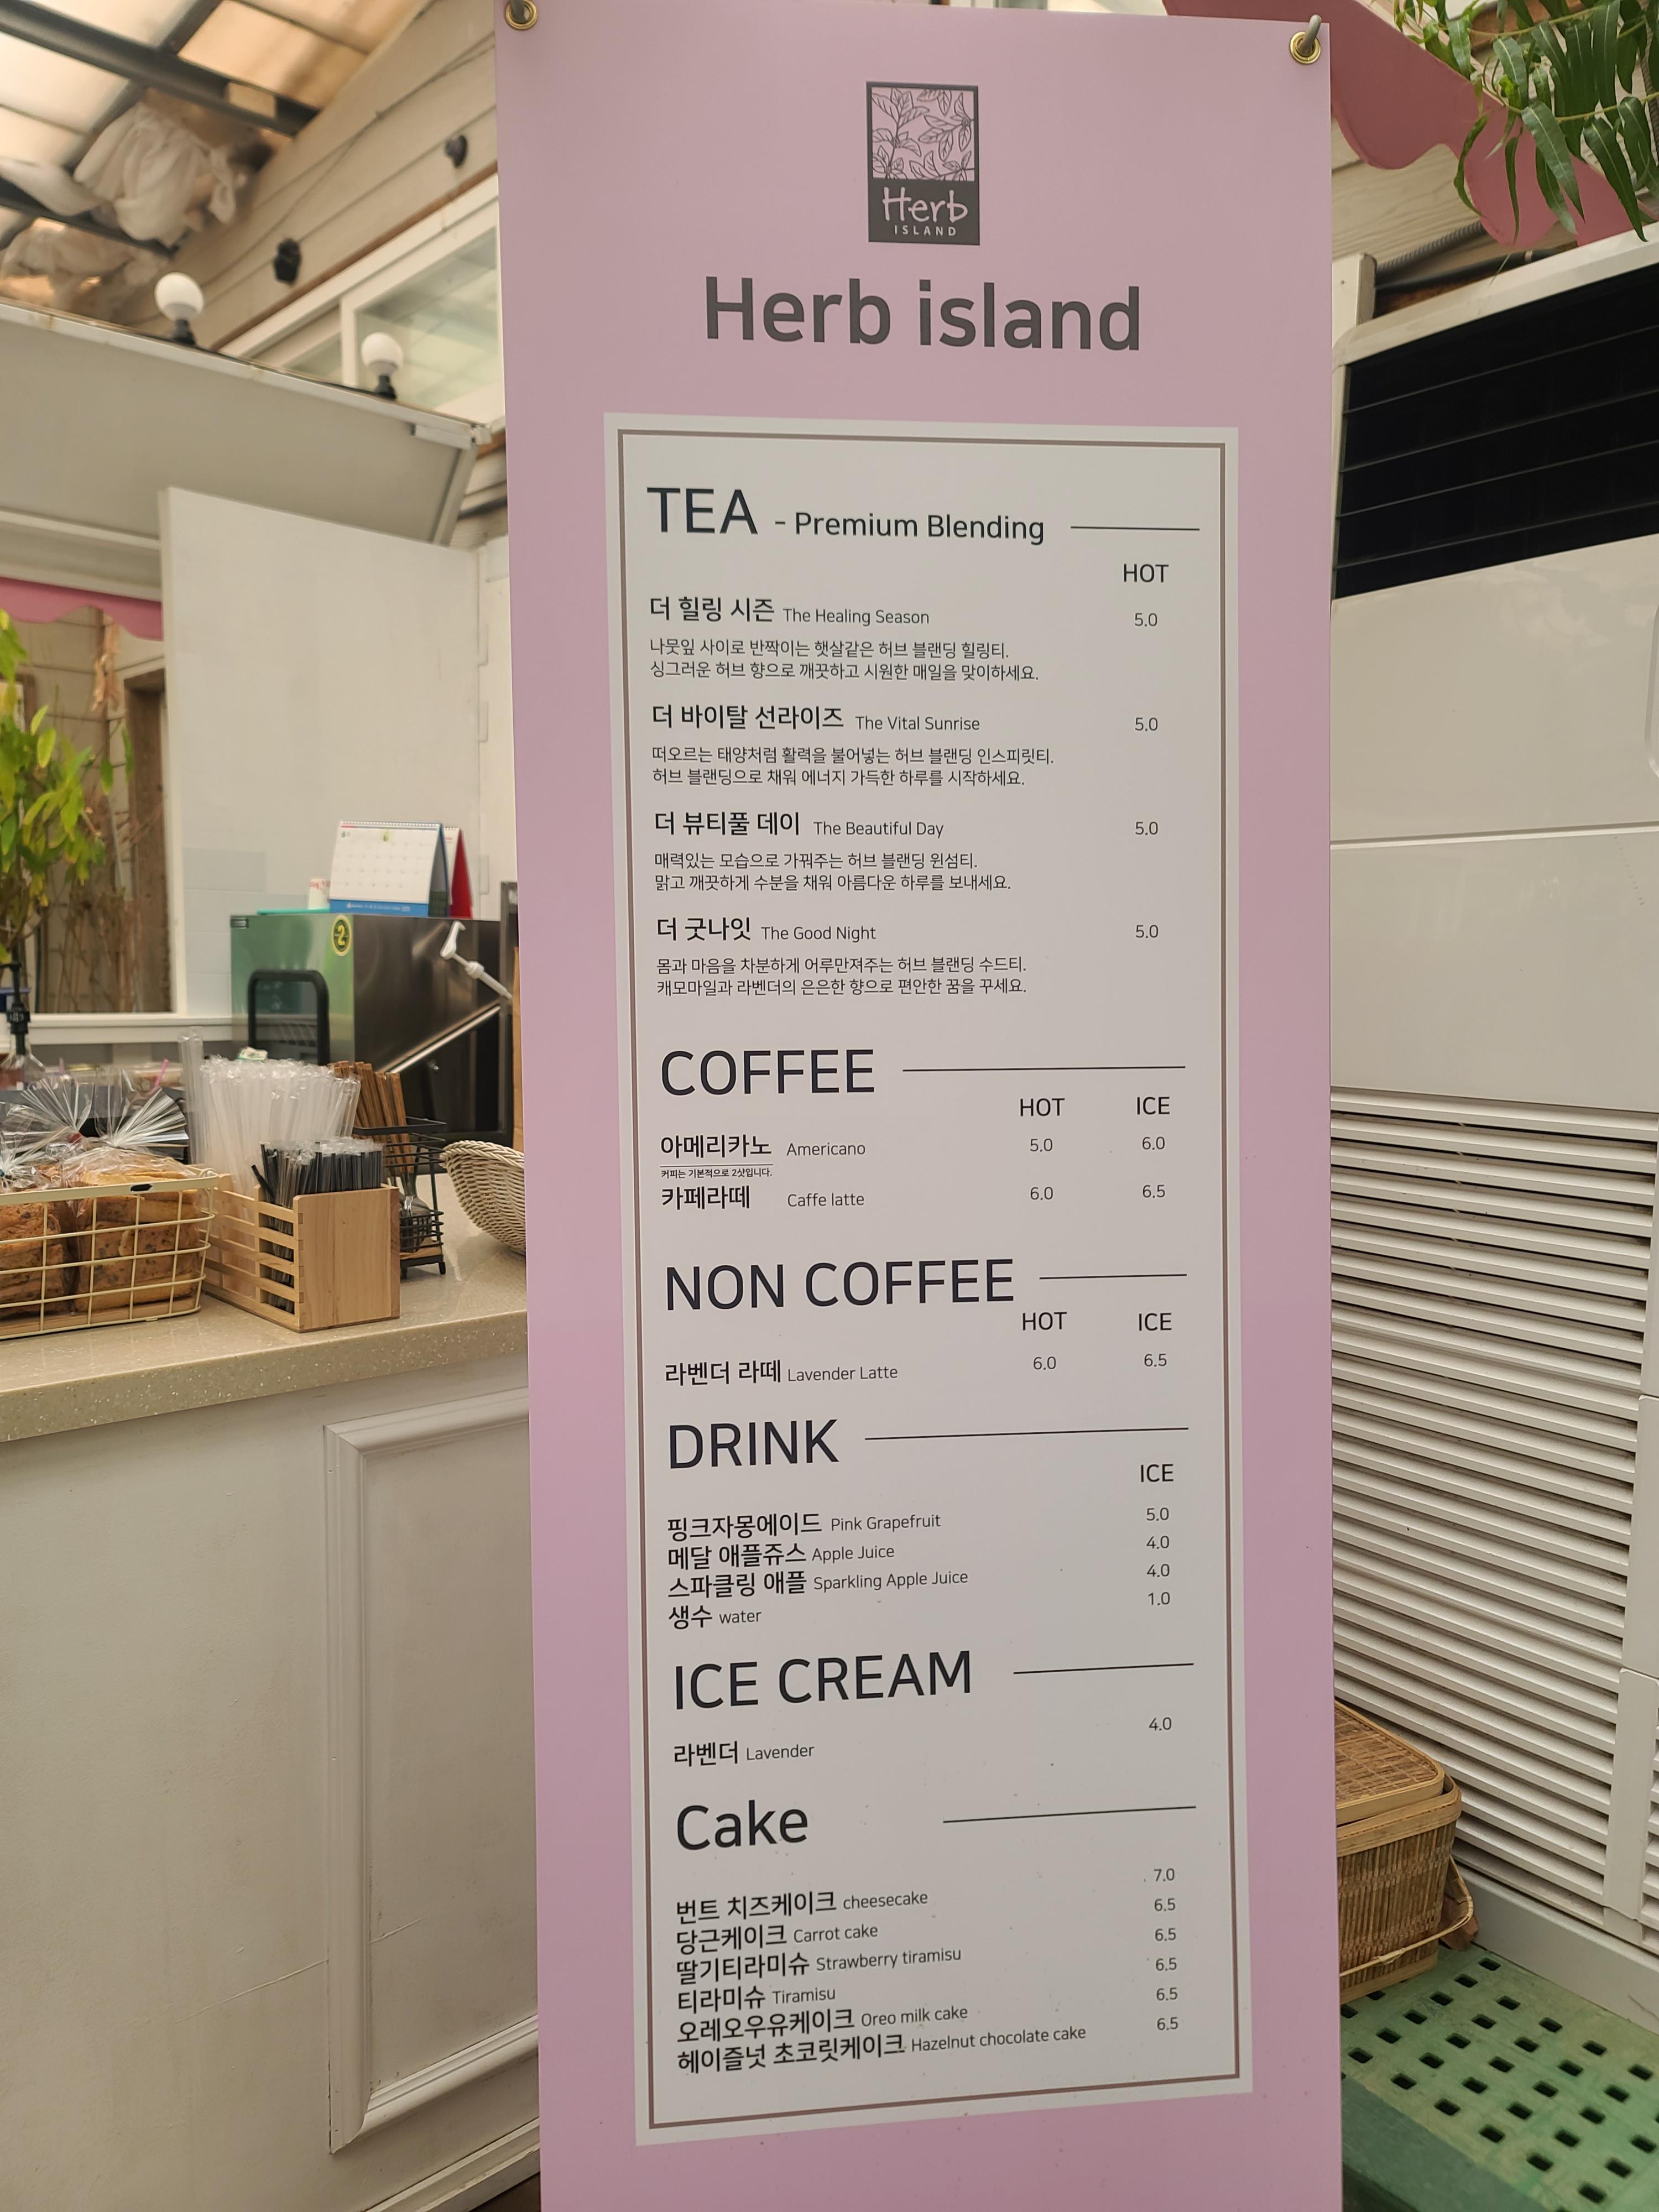 Herb
ISLAND
Herb island
TEA - Premium Blending
HOT
더 힐링 시즌 The Healing Season 5.0
나뭇잎 사이로 반짝이는 햇살같은 허브 블랜딩 힐링티.
싱그러운 허브 향으로 깨끗하고 시원한 매일을 맞이하세요.
더 바이탈 선라이즈 The Vital Sunrise 5.0
떠오르는 태양처럼 활력을 불어넣는 허브 블랜딩 인스피릿티.
허브 블랜딩으로 채워 에너지 가득한 하루를 시작하세요.
더 뷰티풀 데이 The Beautiful Day 5.0
매력있는 모습으로 가꿔주는 허브 블랜딩 윈섬티.
맑고 깨끗하게 수분을 채워 아름다운 하루를 보내세요.
더 굿나잇 The Good Night 5.0
몸과 마음을 차분하게 어루만져주는 허브 블랜딩 수드티.
캐모마일과 라벤더의 은은한 향으로 편안한 꿈을 꾸세요.
COFFEE
HOT ICE
아메리카노 Americano 5.0 6.0
커피는 기본적으로 2샷입니다.
카페라떼 Caffe latte 6.0 6.5
NON COFFEE
HOT ICE
라벤더 라떼 Lavender Latte 6.0 6.5
DRINK
ICE
핑크자몽에이드 Pink Grapefruit 5.0
메달 애플쥬스 Apple Juice 4.0
스파클링 애플 Sparkling Apple Juice 4.0
생수 water 1.0
ICE CREAM
라벤더 Lavender 4.0
Cake
번트 치즈케이크 cheesecake 7.0
당근케이크 Carrot cake 6.5
딸기티라미슈 Strawberry tiramisu 6.5
티라미슈 Tiramisu 6.5
오레오우유케이크 Oreo milk cake 6.5
헤이즐넛 초코릿케이크 Hazelnut chocolate cake 6.5
2